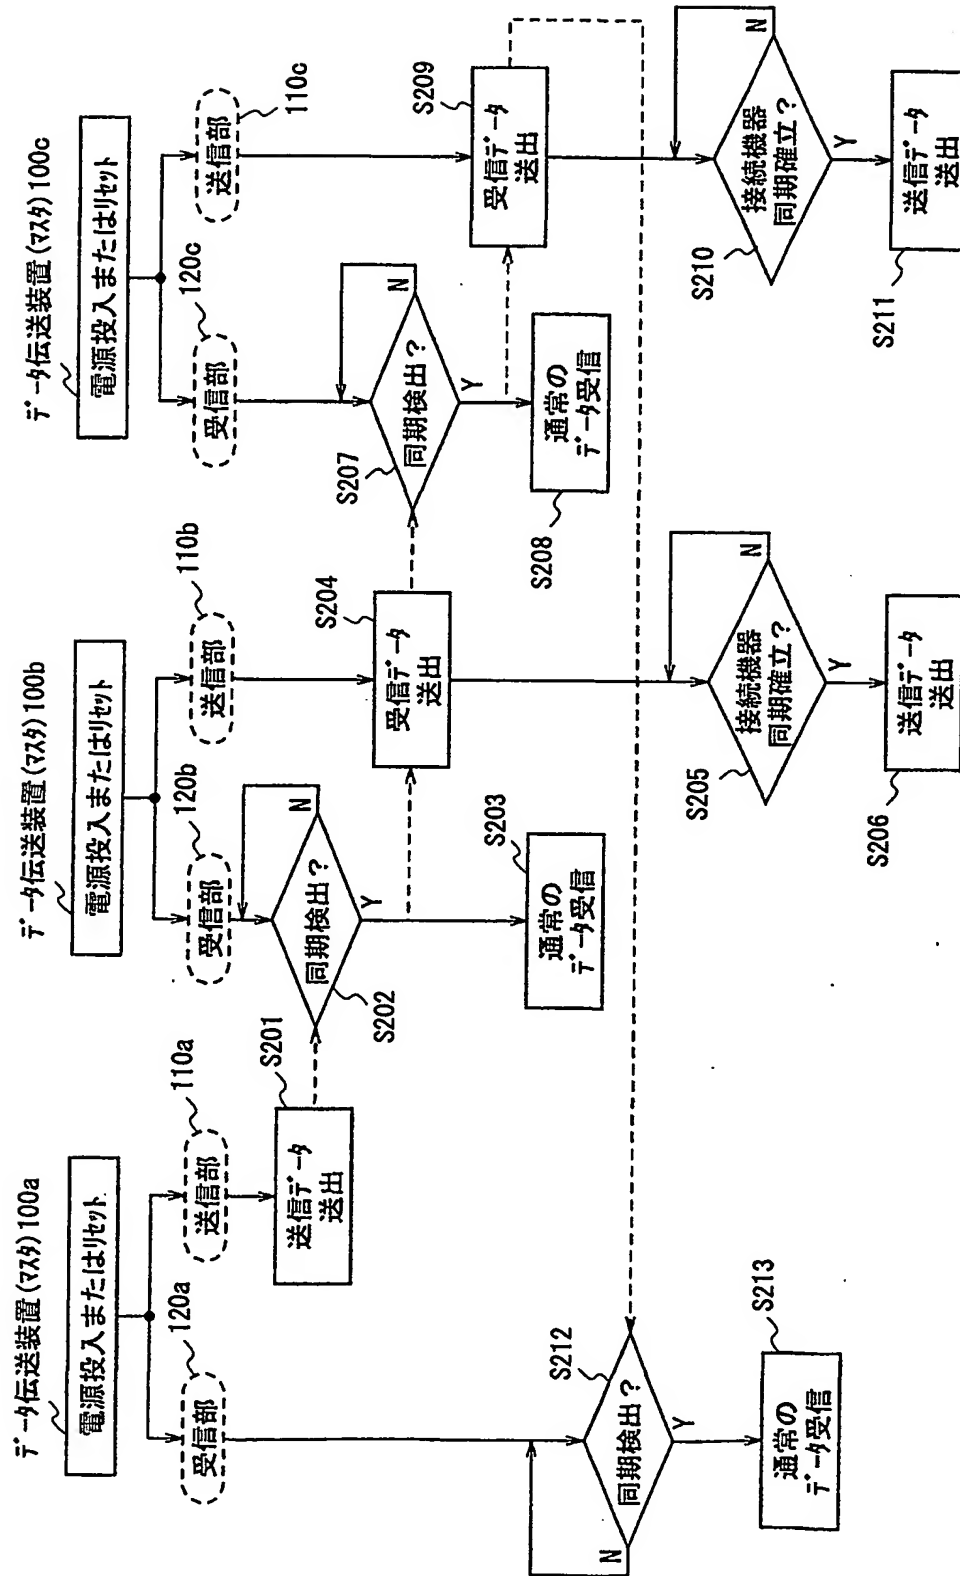 データ伝送装置(マスタ)100a
電源投入またはリセット
受信部
120a
送信部
110a
送信データ
送出
S201
同期検出?
S212
N
Y
通常の
データ受信
S213
データ伝送装置(マスタ)100b
電源投入またはリセット
受信部
120b
送信部
110b
同期検出?
S202
N
Y
通常の
データ受信
S203
受信データ
送出
S204
接続機器
同期確立?
S205
N
Y
送信データ
送出
S206
データ伝送装置(マスタ)100c
電源投入またはリセット
受信部
120c
送信部
110c
同期検出?
S207
N
Y
通常の
データ受信
S208
受信データ
送出
S209
接続機器
同期確立?
S210
N
Y
送信データ
送出
S211